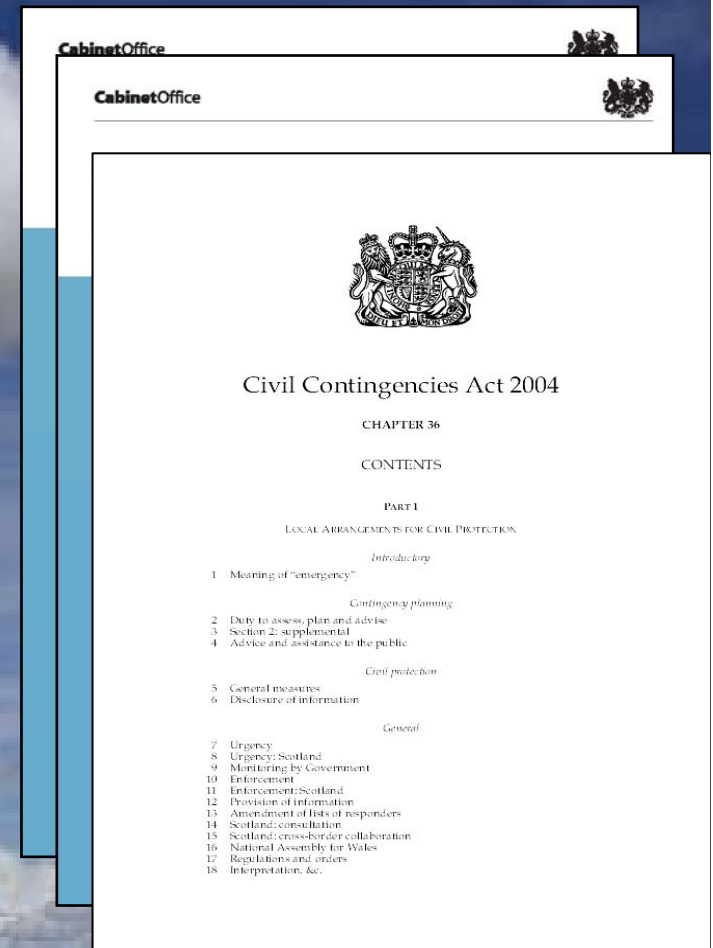 CabinetOffice
CabinetOffice
DIEU ET MON DROIT
Civil Contingencies Act 2004
CHAPTER 36
CONTENTS
PART 1
LOCAL ARRANGEMENTS FOR CIVIL PROTECTION
Introductory
1 Meaning of "emergency"
Contingency planning
2 Duty to assess, plan and advise
3 Section 2: supplemental
4 Advice and assistance to the public
Civil protection
5 General measures
6 Disclosure of information
General
7 Urgency
8 Urgency: Scotland
9 Monitoring by Government
10 Enforcement
11 Enforcement: Scotland
12 Provision of information
13 Amendment of lists of responders
14 Scotland: consultation
15 Scotland: cross-border collaboration
16 National Assembly for Wales
17 Regulations and orders
18 Interpretation, &c.